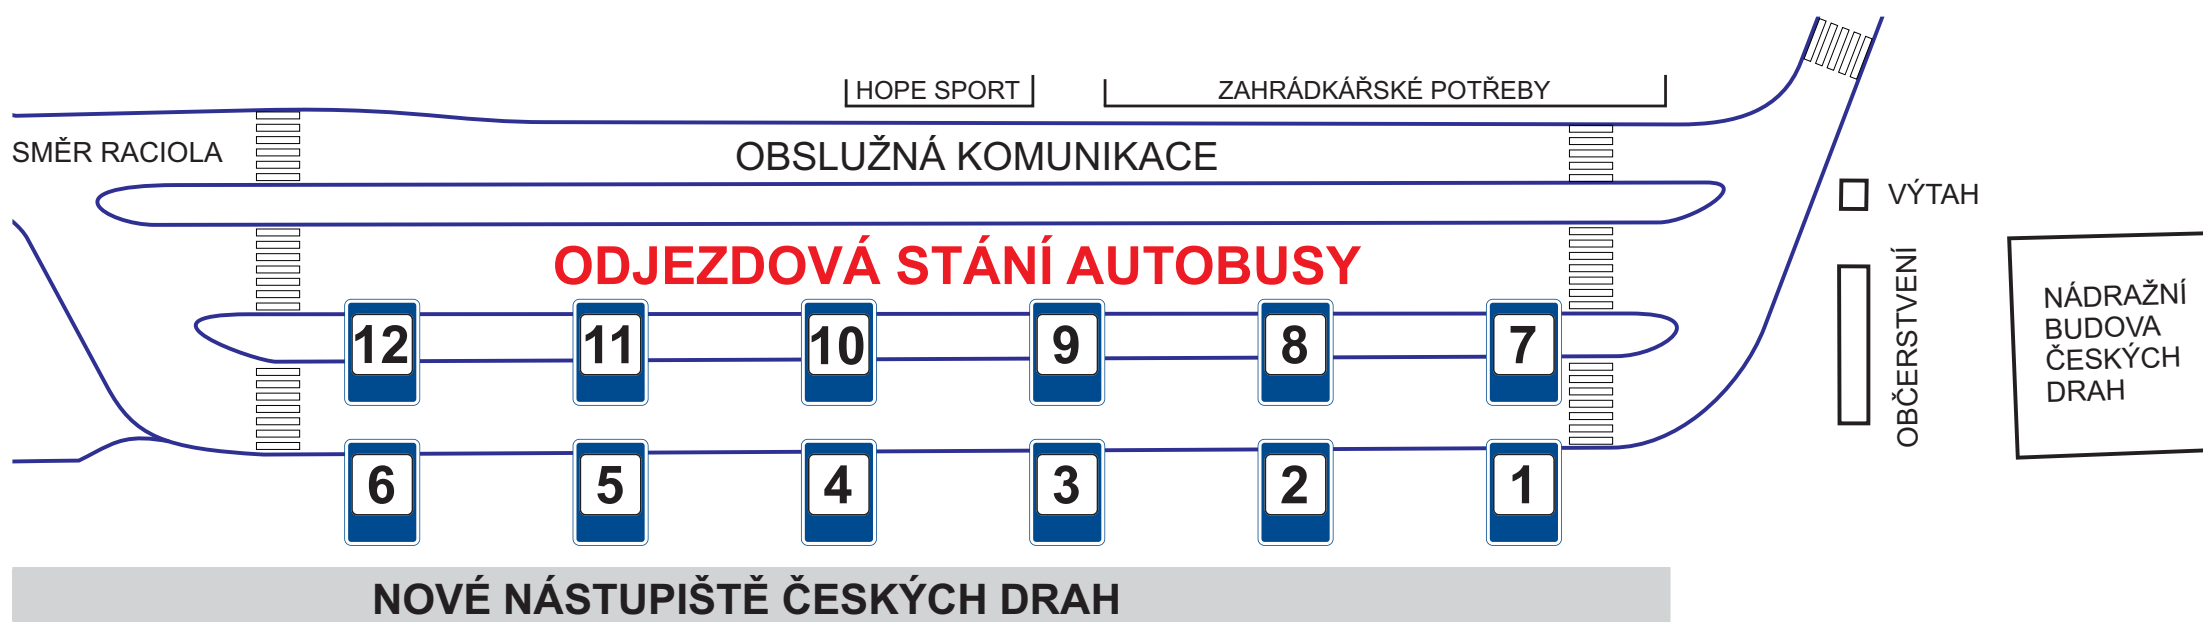 HOPE SPORT
ZAHRÁDKÁŘSKÉ POTŘEBY
SMĚR RACIOLA
OBSLUŽNÁ KOMUNIKACE
VÝTAH
ODJEZDOVÁ STÁNÍ AUTOBUSY
OBČERSTVENÍ
NÁDRAŽNÍ
BUDOVA
ČESKÝCH
DRAH
12
11
10
9
8
7
6
5
4
3
2
1
NOVÉ NÁSTUPIŠTĚ ČESKÝCH DRAH